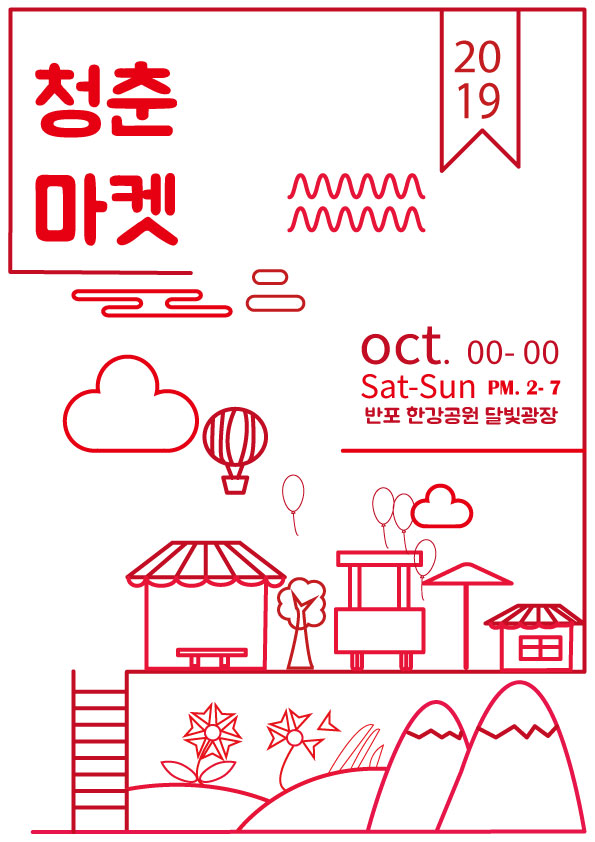 청춘
마켓
20
19
oct. 00- 00
Sat-Sun PM. 2- 7
반포 한강공원 달빛광장